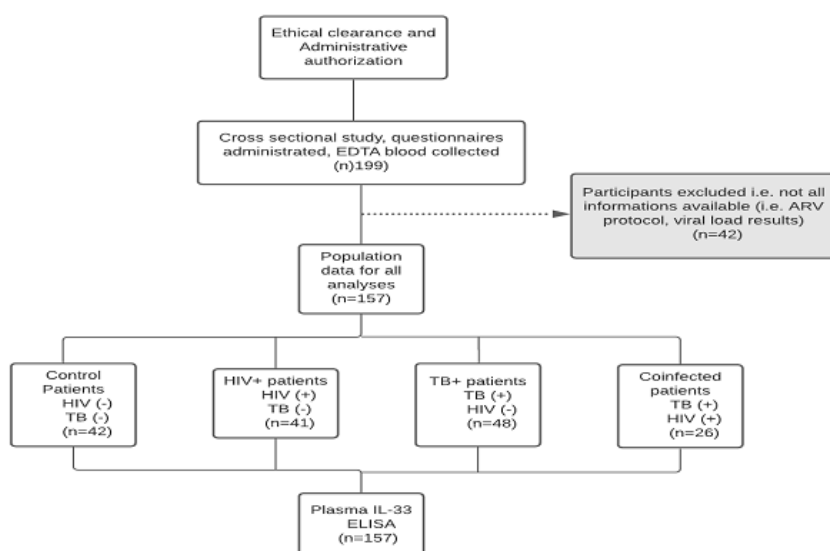 Ethical clearance and
Administrative
authorization
Cross sectional study, questionnaires
administrated, EDTA blood collected
(n)199)
Participants excluded i.e. not all
informations available (i.e. ARV
protocol, viral load results)
(n=42)
Population
data for all
analyses
(n=157)
Control
Patients
HIV (-)
TB (-)
(n=42)
HIV+ patients
HIV (+)
TB (-)
(n=41)
TB+ patients
TB (+)
HIV (-)
(n=48)
Coinfected
patients
TB (+)
HIV (+)
(n=26)
Plasma IL-33
ELISA
(n=157)